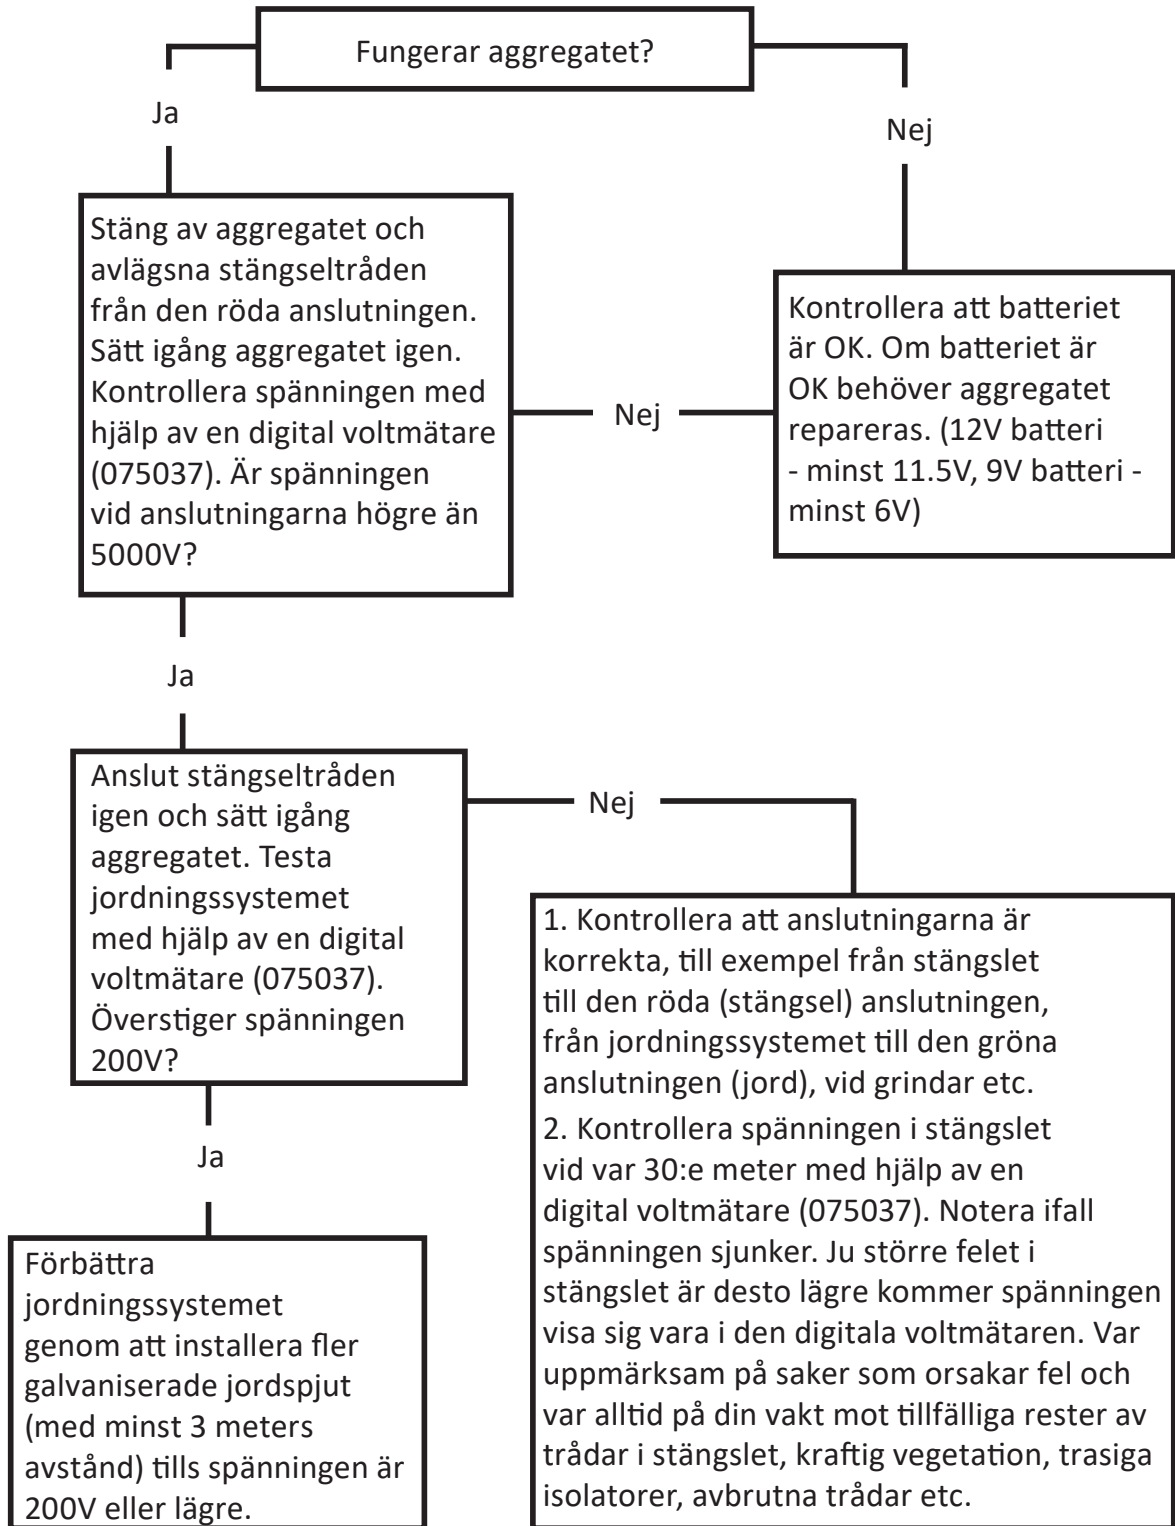 Fungerar aggregatet?
Ja
Nej
Stäng av aggregatet och
avlägsna stängseltråden
från den röda anslutningen.
Sätt igång aggregatet igen.
Kontrollera spänningen med
hjälp av en digital voltmätare
(075037). Är spänningen
vid anslutningarna högre än
5000V?
Nej
Kontrollera att batteriet
är OK. Om batteriet är
OK behöver aggregatet
repareras. (12V batteri
- minst 11.5V, 9V batteri -
minst 6V)
Ja
Anslut stängseltråden
igen och sätt igång
aggregatet. Testa
jordningssystemet
med hjälp av en digital
voltmätare (075037).
Överstiger spänningen
200V?
Nej
1. Kontrollera att anslutningarna är
korrekta, till exempel från stängslet
till den röda (stängsel) anslutningen,
från jordningssystemet till den gröna
anslutningen (jord), vid grindar etc.
2. Kontrollera spänningen i stängslet
vid var 30:e meter med hjälp av en
digital voltmätare (075037). Notera ifall
spänningen sjunker. Ju större felet i
stängslet är desto lägre kommer spänningen
visa sig vara i den digitala voltmätaren. Var
uppmärksam på saker som orsakar fel och
var alltid på din vakt mot tillfälliga rester av
trådar i stängslet, kraftig vegetation, trasiga
isolatorer, avbrutna trådar etc.
Ja
Förbättra
jordningssystemet
genom att installera fler
galvaniserade jordspjut
(med minst 3 meters
avstånd) tills spänningen är
200V eller lägre.